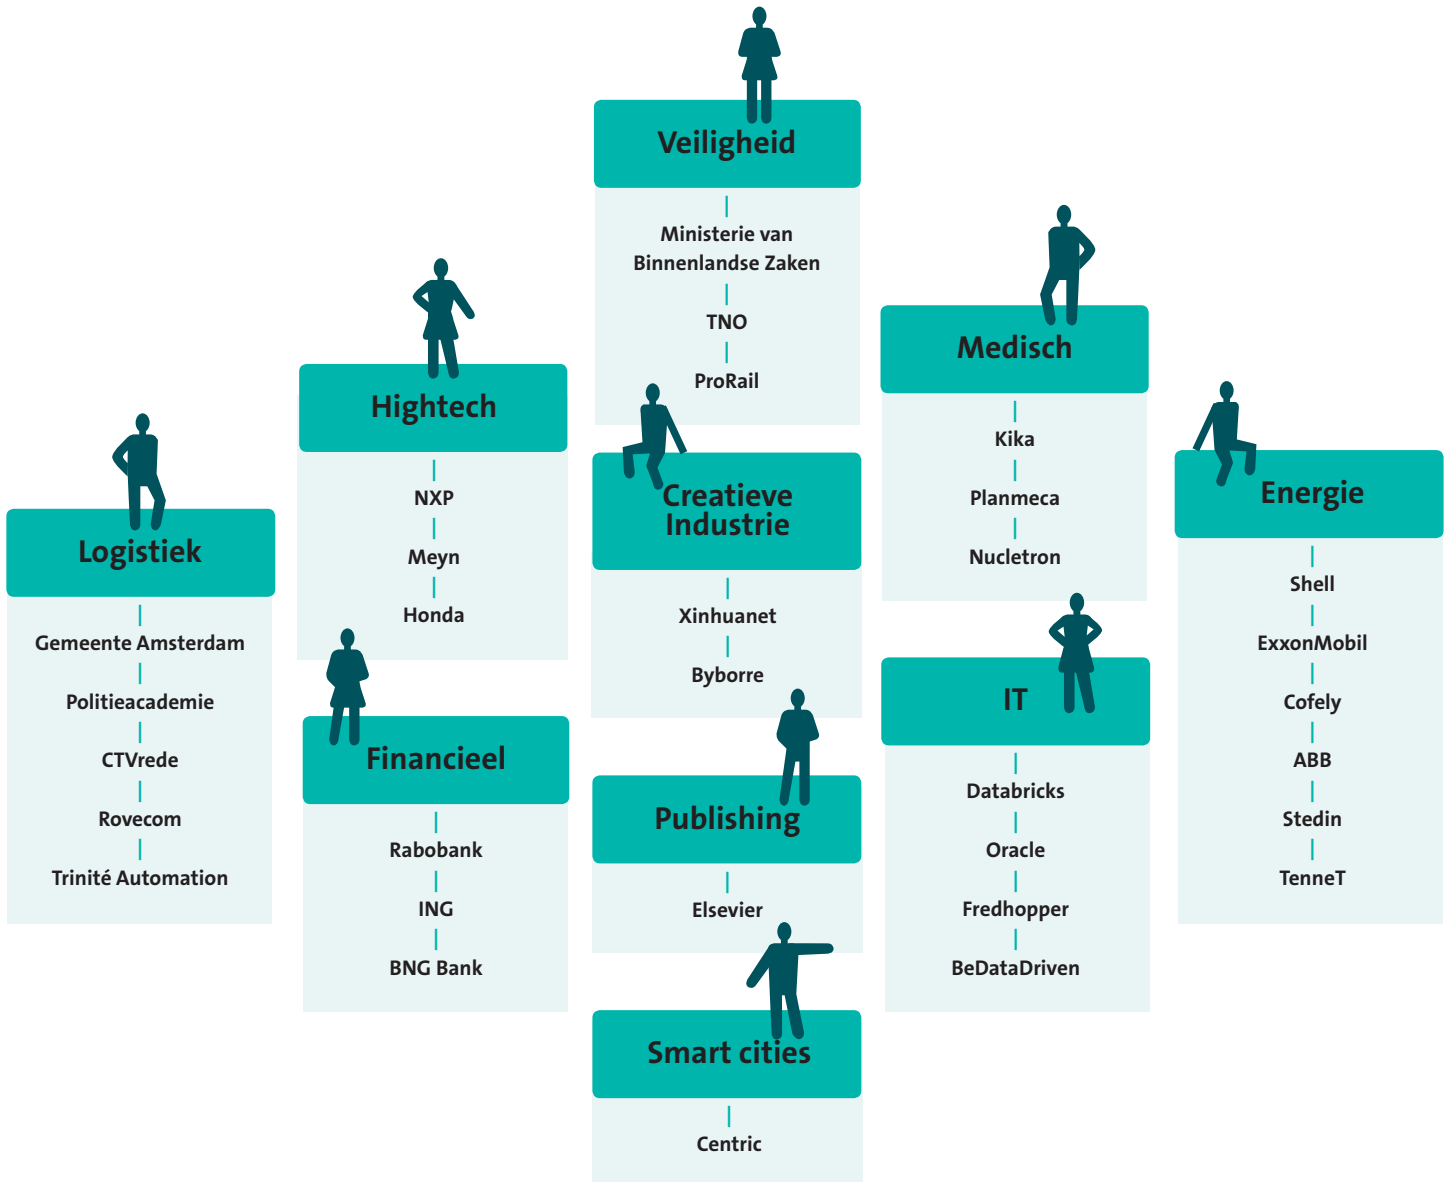 Veiligheid
Ministerie van
Binnenlandse Zaken
TNO
ProRail
Medisch
Kika
Planmeca
Nucletron
Hightech
NXP
Meyn
Honda
Creatieve
Industrie
Xinhuanet
Byborre
Energie
Shell
ExxonMobil
Cofely
ABB
Stedin
TenneT
Logistiek
Gemeente Amsterdam
Politieacademie
CTVrede
Rovecom
Trinité Automation
IT
Databricks
Oracle
Fredhopper
BeDataDriven
Financieel
Rabobank
ING
BNG Bank
Publishing
Elsevier
Smart cities
Centric